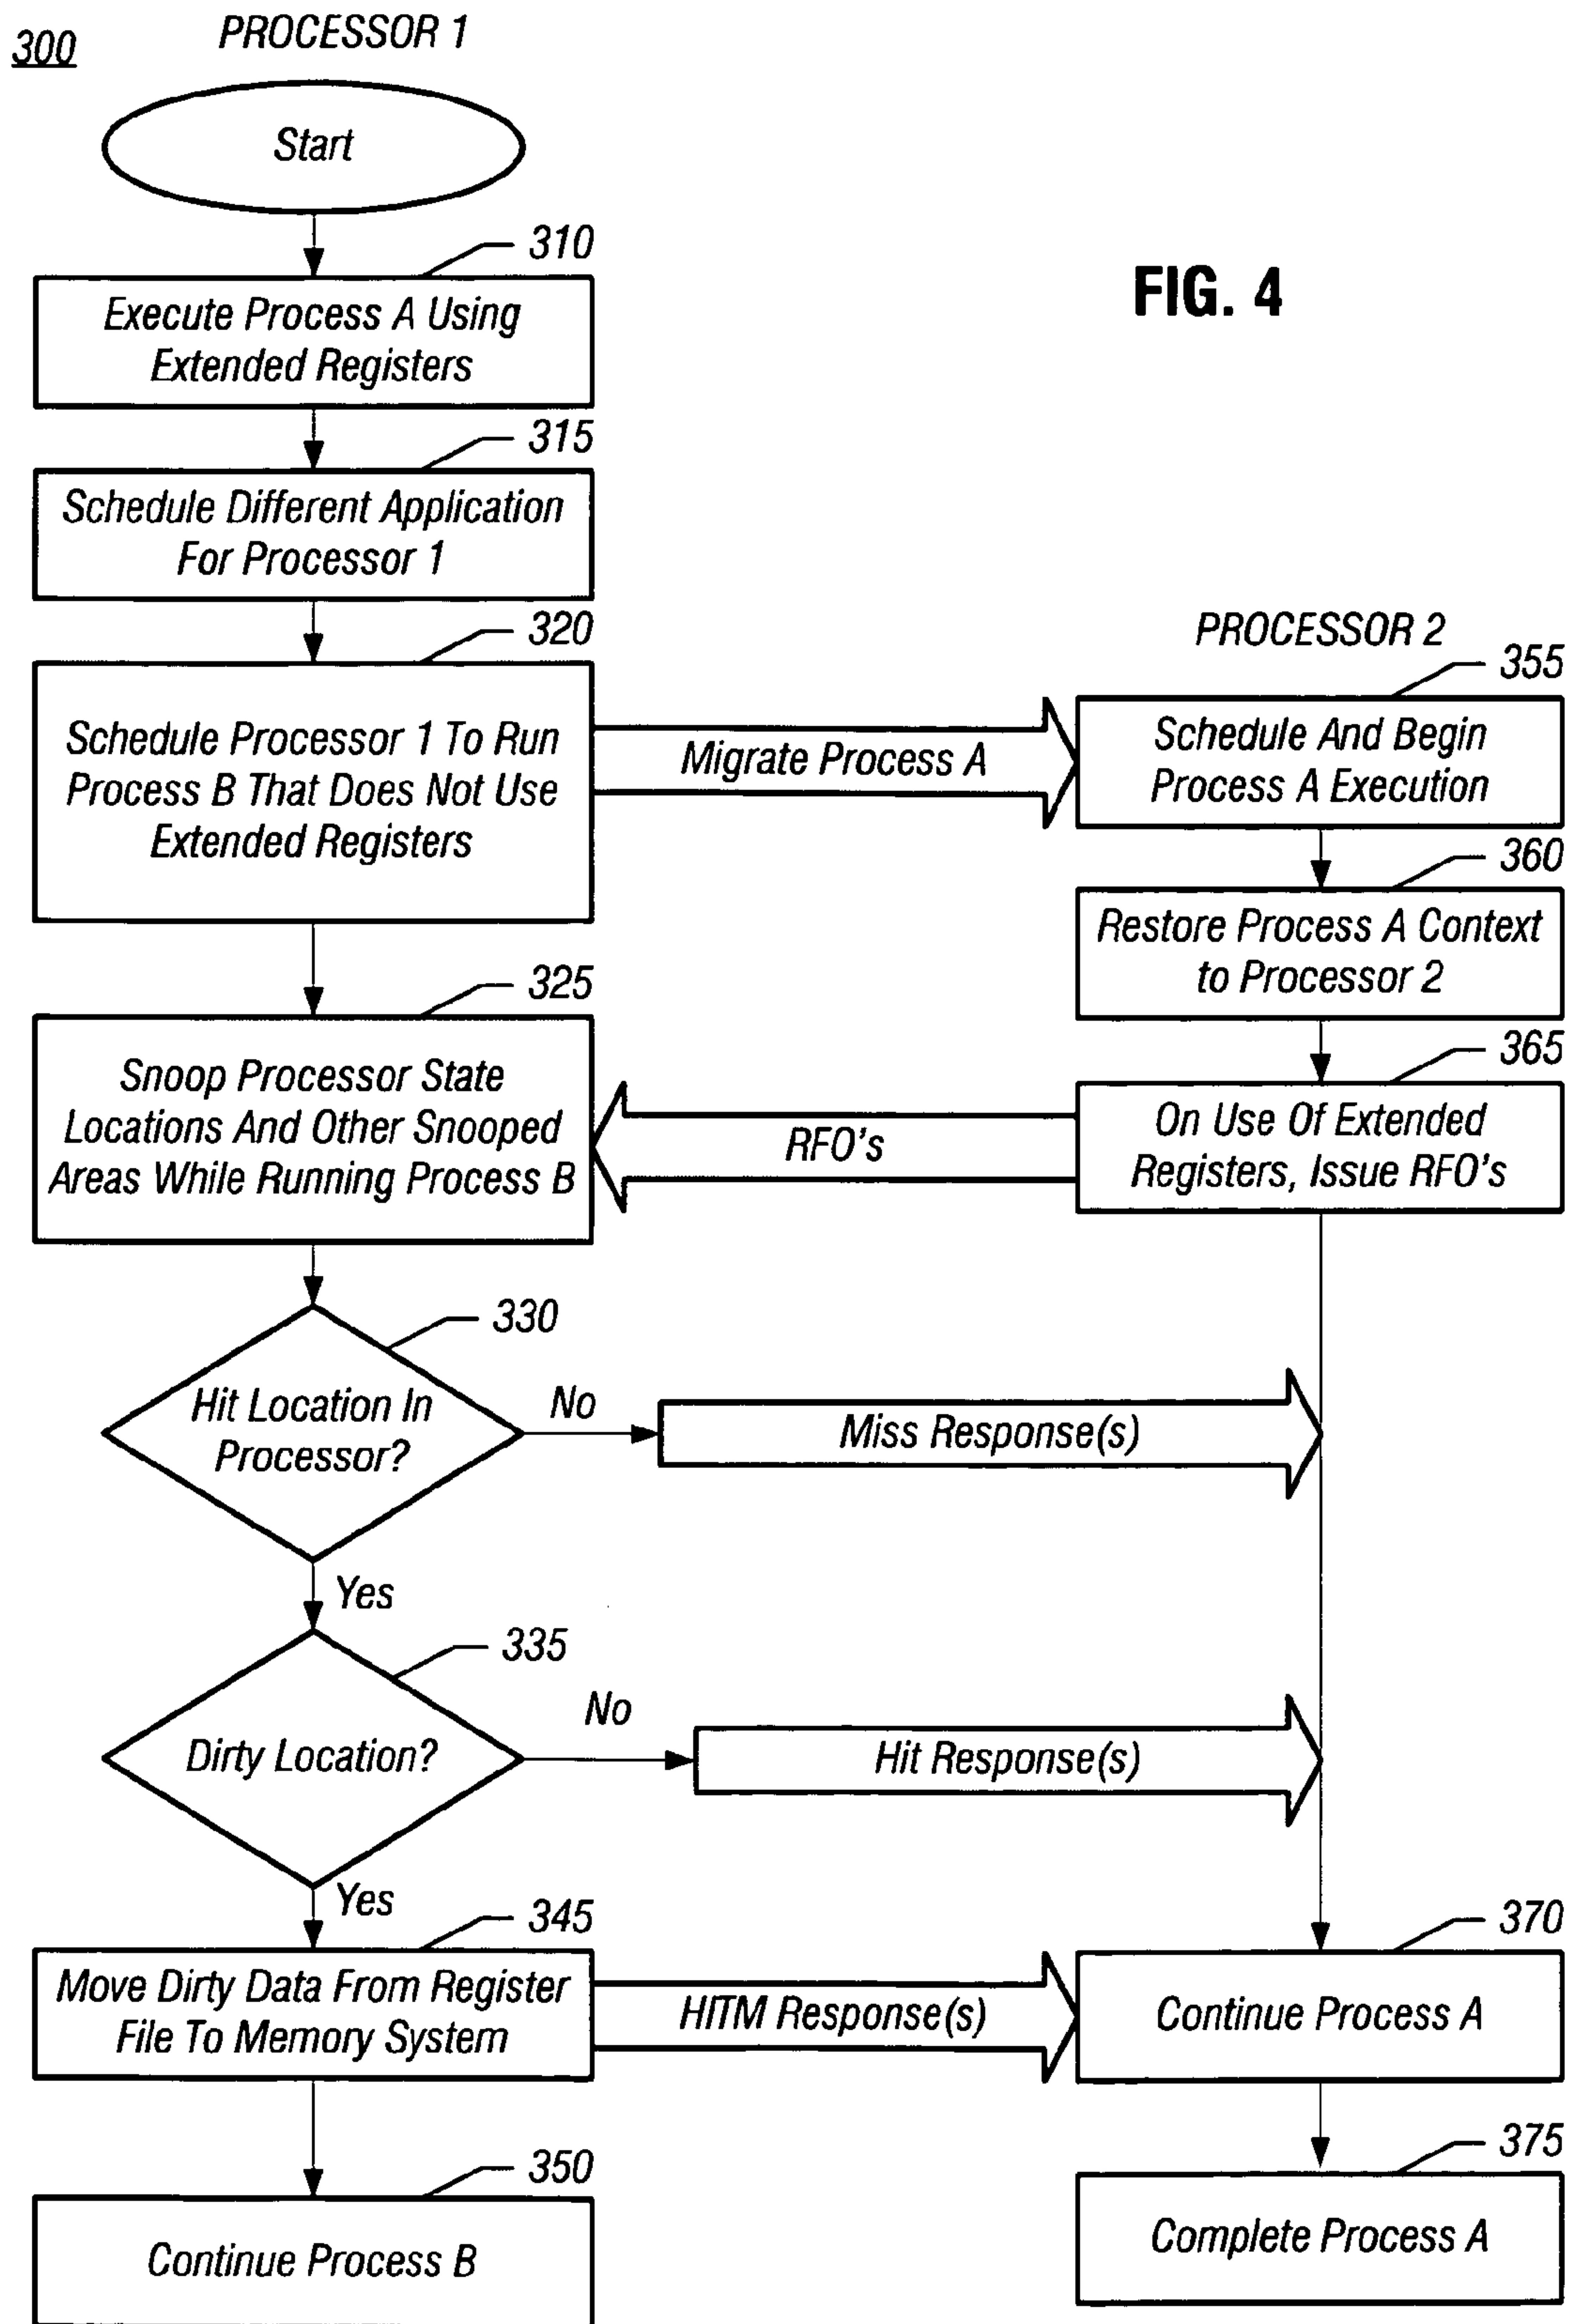 300
PROCESSOR 1
Start
310
Execute Process A Using
Extended Registers
FIG. 4
315
Schedule Different Application
For Processor 1
320
Schedule Processor 1 To Run
Process B That Does Not Use
Extended Registers
Migrate Process A
PROCESSOR 2
355
Schedule And Begin
Process A Execution
360
Restore Process A Context
to Processor 2
325
Snoop Processor State
Locations And Other Snooped
Areas While Running Process B
RFO's
365
On Use Of Extended
Registers, Issue RFO's
330
Hit Location In
Processor?
No
Miss Response(s)
Yes
335
Dirty Location?
No
Hit Response(s)
Yes
345
Move Dirty Data From Register
File To Memory System
HITM Response(s)
370
Continue Process A
350
Continue Process B
375
Complete Process A